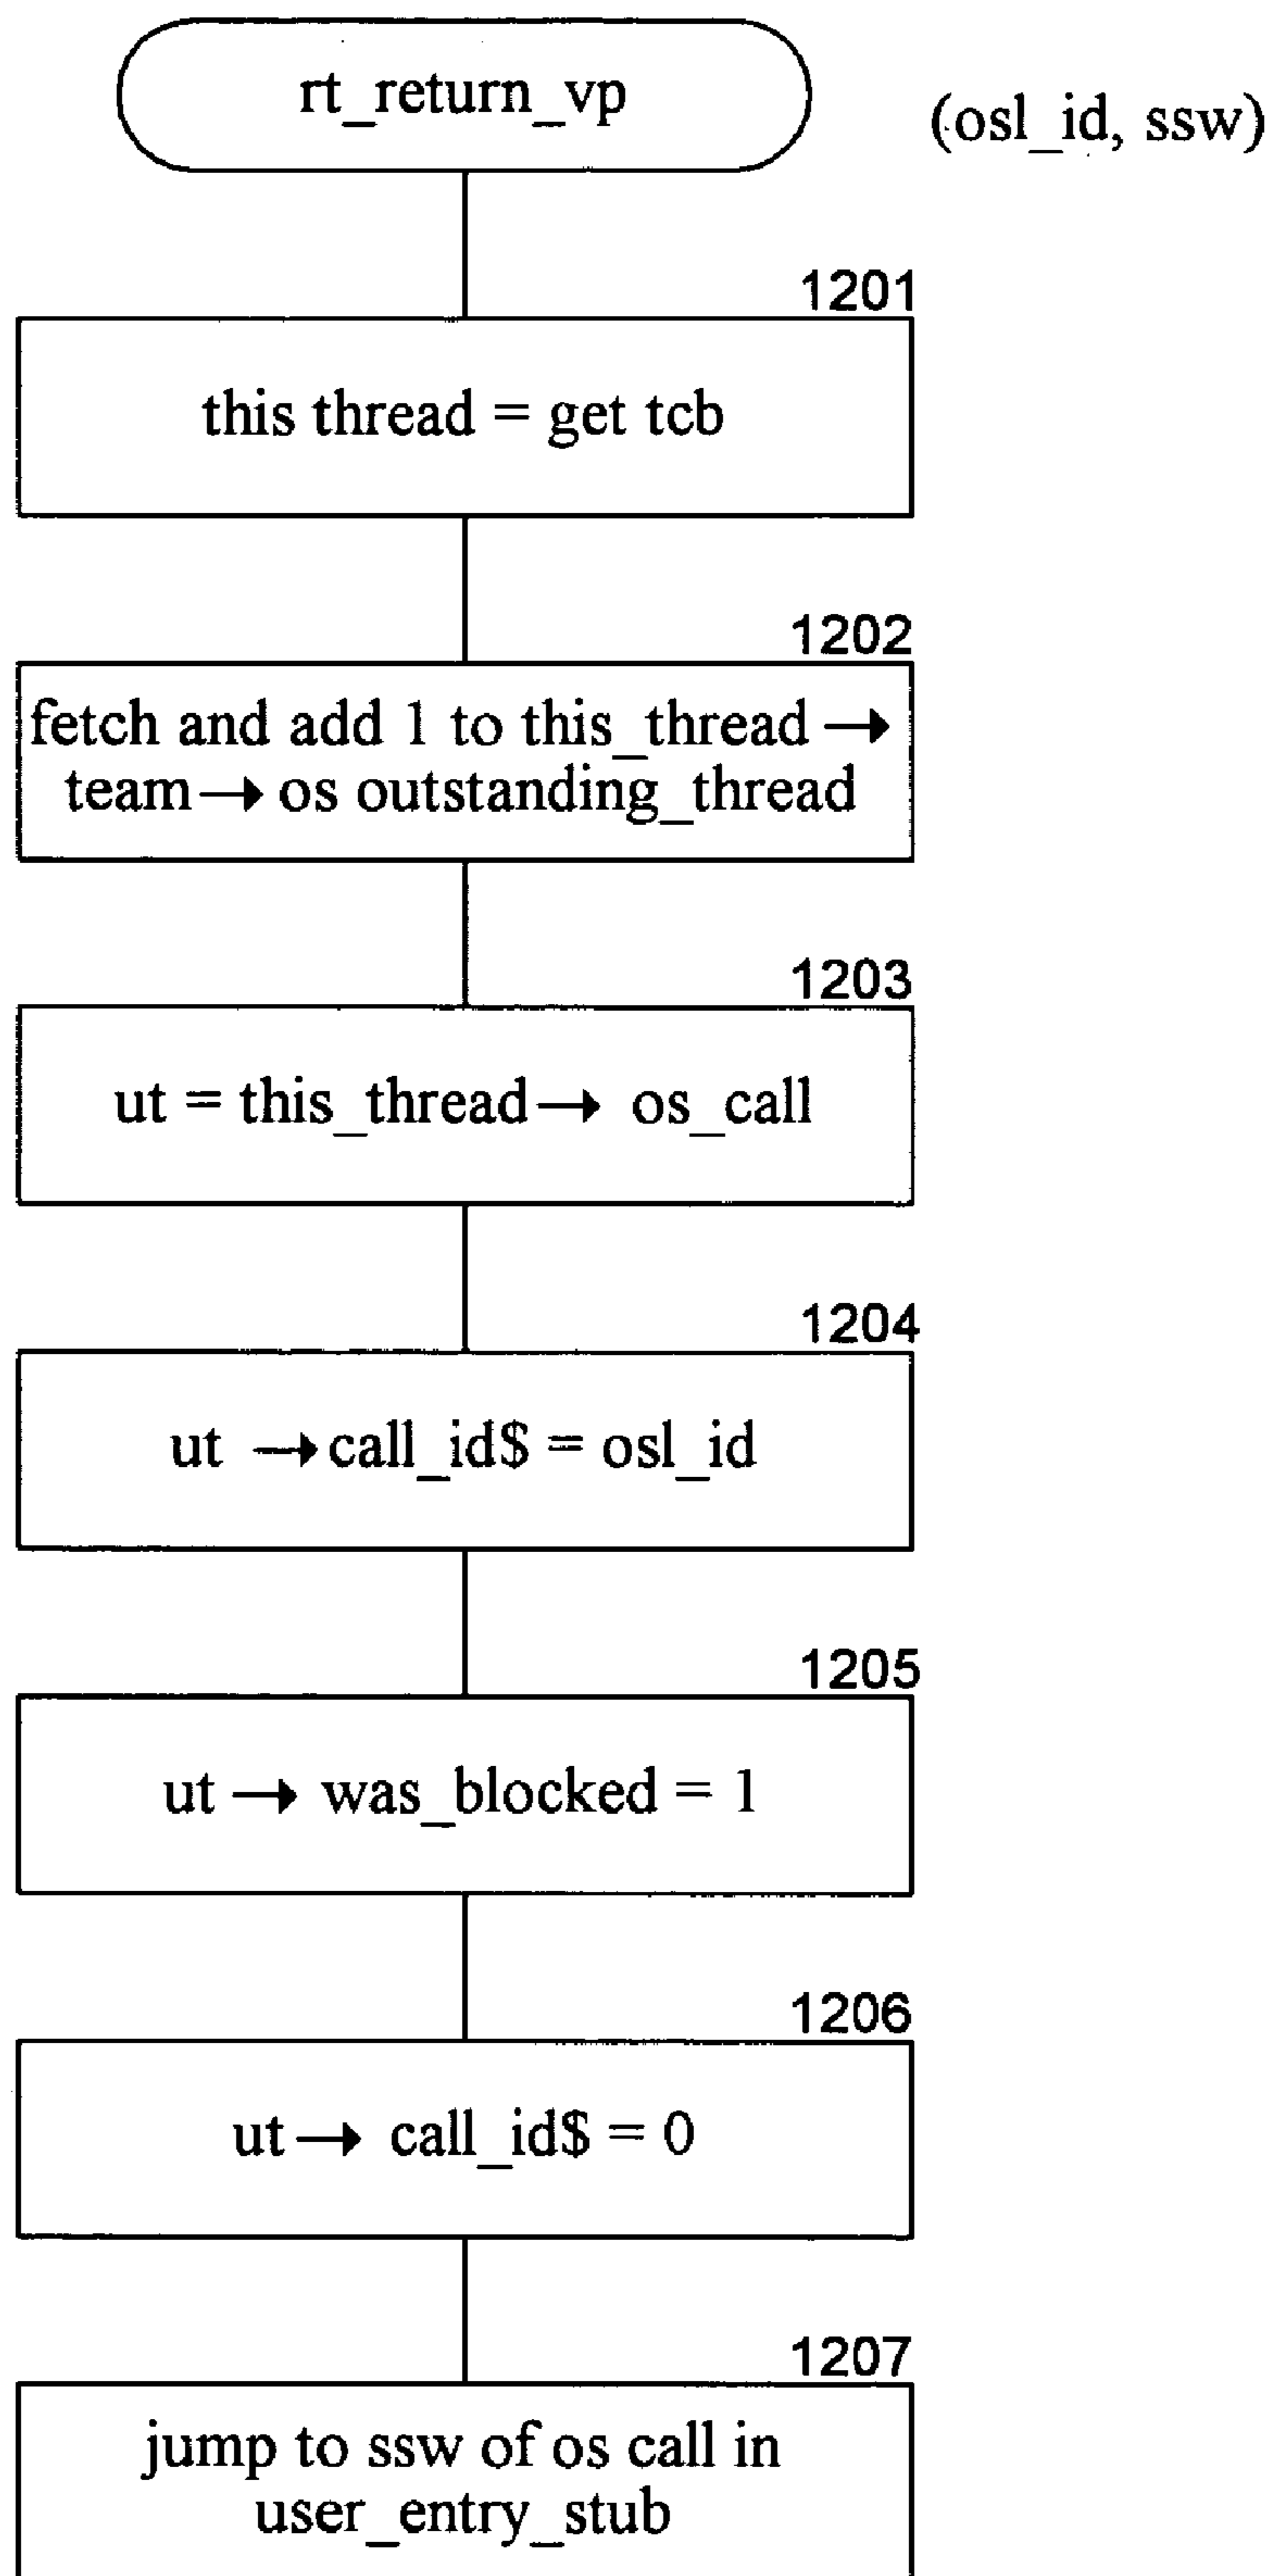 rt_return_vp
(osl_id, ssw)
1201
this thread = get tcb
1202
fetch and add 1 to this_thread →
team → os outstanding_thread
1203
ut = this_thread → os_call
1204
ut → call_id$ = osl_id
1205
ut → was_blocked = 1
1206
ut → call_id$ = 0
1207
jump to ssw of os call in
user_entry_stub